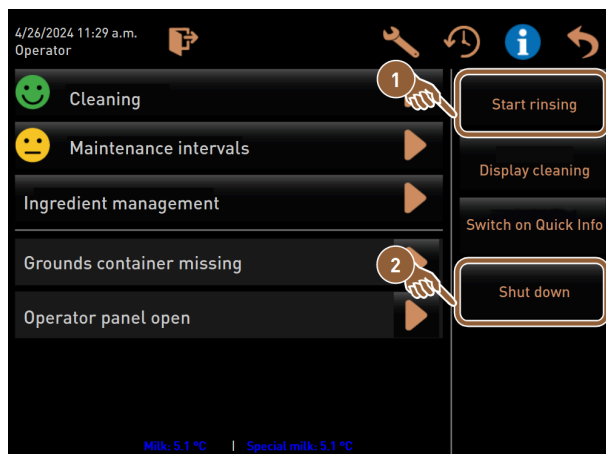 4/26/2024 11:29 a.m.
Operator
i
1
Cleaning
Start rinsing
Maintenance intervals
Display cleaning
Ingredient management
Switch on Quick Info
Grounds container missing
2
Shut down
Operator panel open
Milk: 5.1 °C | Special milk: 5.1 °C